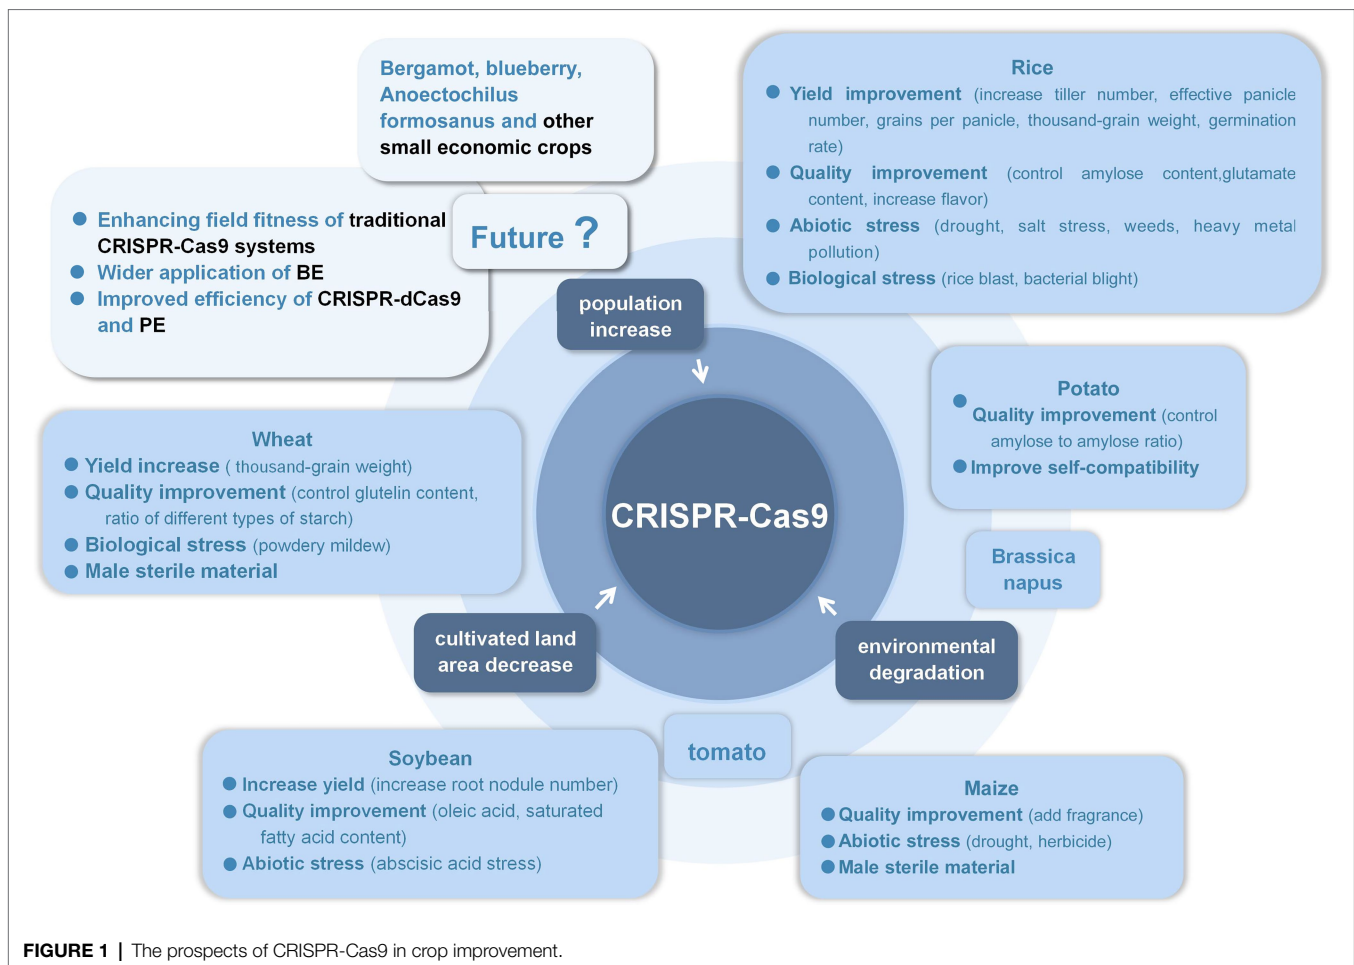 Bergamot, blueberry,
Anoectochilus
formosanus and other
small economic crops
Enhancing field fitness of traditional
CRISPR-Cas9 systems
Wider application of BE
Improved efficiency of CRISPR-dCas9
and PE
Future ?
population
increase
Rice
Yield improvement (increase tiller number, effective panicle
number, grains per panicle, thousand-grain weight, germination
rate)
Quality improvement (control amylose content,glutamate
content, increase flavor)
Abiotic stress (drought, salt stress, weeds, heavy metal
pollution)
Biological stress (rice blast, bacterial blight)
Potato
Quality improvement (control
amylose to amylose ratio)
Improve self-compatibility
Wheat
Yield increase ( thousand-grain weight)
Quality improvement (control glutelin content,
ratio of different types of starch)
Biological stress (powdery mildew)
Male sterile material
CRISPR-Cas9
Brassica
napus
cultivated land
area decrease
environmental
degradation
tomato
Soybean
Increase yield (increase root nodule number)
Quality improvement (oleic acid, saturated
fatty acid content)
Abiotic stress (abscisic acid stress)
Maize
Quality improvement (add fragrance)
Abiotic stress (drought, herbicide)
Male sterile material
FIGURE 1 | The prospects of CRISPR-Cas9 in crop improvement.